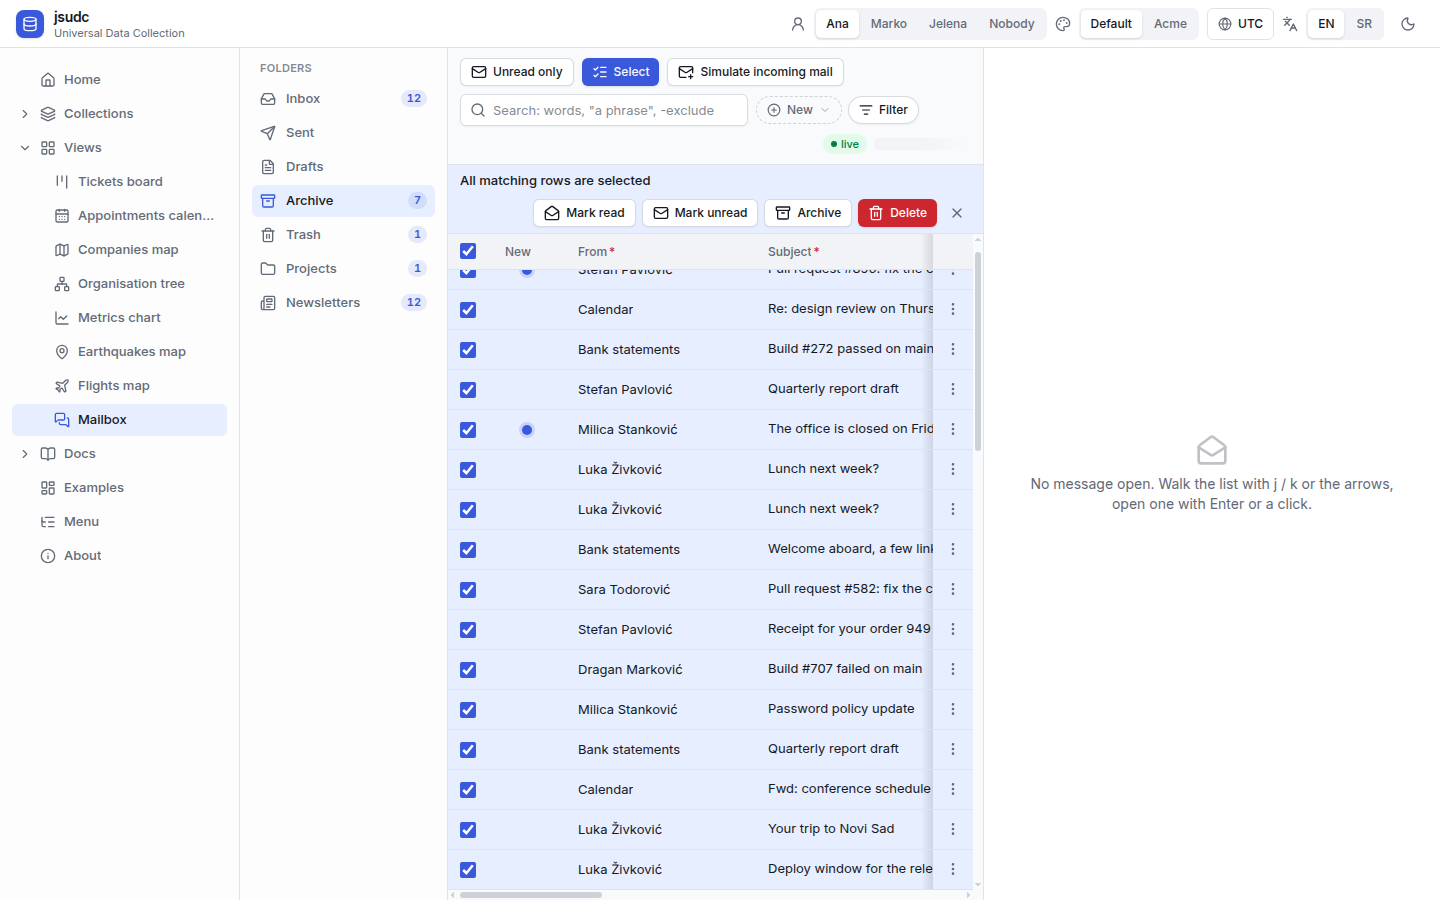 jsudc
Universal Data Collection
Ana
Marko
Jelena
Nobody
Default
Acme
UTC
EN
SR
Home
Collections
Views
Tickets board
Appointments calen...
Companies map
Organisation tree
Metrics chart
Earthquakes map
Flights map
Mailbox
Docs
Examples
Menu
About
FOLDERS
Inbox 12
Sent
Drafts
Archive 7
Trash 1
Projects 1
Newsletters 12
Unread only
Select
Simulate incoming mail
Search: words, "a phrase", -exclude
New
Filter
live
All matching rows are selected
Mark read
Mark unread
Archive
Delete
New From* Subject*
Stefan Pavlović
Calendar Re: design review on Thurs
Bank statements Build #272 passed on main
Stefan Pavlović Quarterly report draft
Milica Stanković The office is closed on Frid
Luka Živković Lunch next week?
Luka Živković Lunch next week?
Bank statements Welcome aboard, a few link
Sara Todorović Pull request #582: fix the c
Stefan Pavlović Receipt for your order 949
Dragan Marković Build #707 failed on main
Milica Stanković Password policy update
Bank statements Quarterly report draft
Calendar Fwd: conference schedule
Luka Živković Your trip to Novi Sad
Luka Živković Deploy window for the rele
No message open. Walk the list with j / k or the arrows,
open one with Enter or a click.